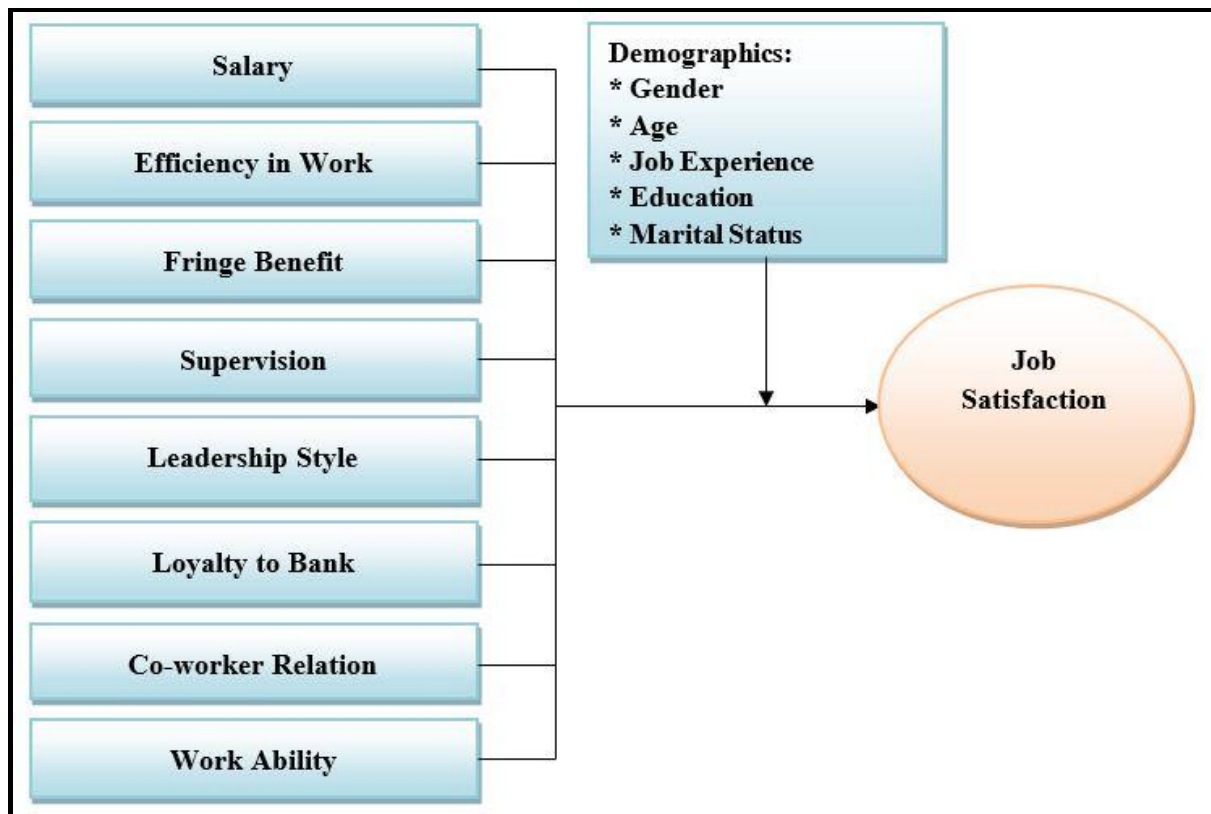 Salary
Efficiency in Work
Fringe Benefit
Supervision
Leadership Style
Loyalty to Bank
Co-worker Relation
Work Ability
Demographics:
* Gender
* Age
* Job Experience
* Education
* Marital Status
Job
Satisfaction